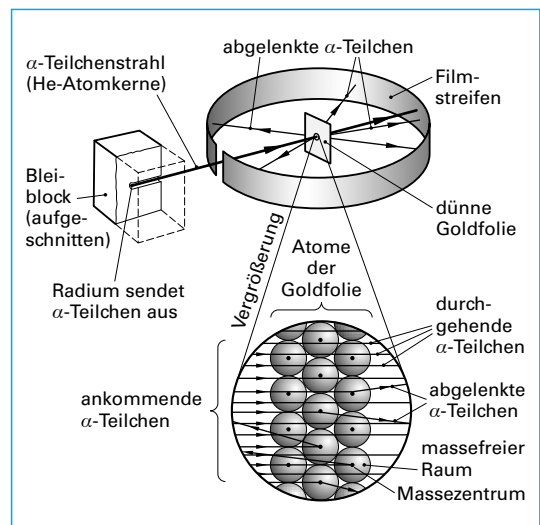 abgelenkte α-Teilchen
α-Teilchenstrahl
(He-Atomkerne)
Film-
streifen
Blei-
block
(aufge-
schnitten)
dünne
Goldfolie
Radium sendet
α-Teilchen aus
Vergrößerung
Atome
der
Goldfolie
durch-
gehende
α-Teilchen
ankommende
α-Teilchen
abgelenkte
α-Teilchen
massefreier
Raum
Massezentrum